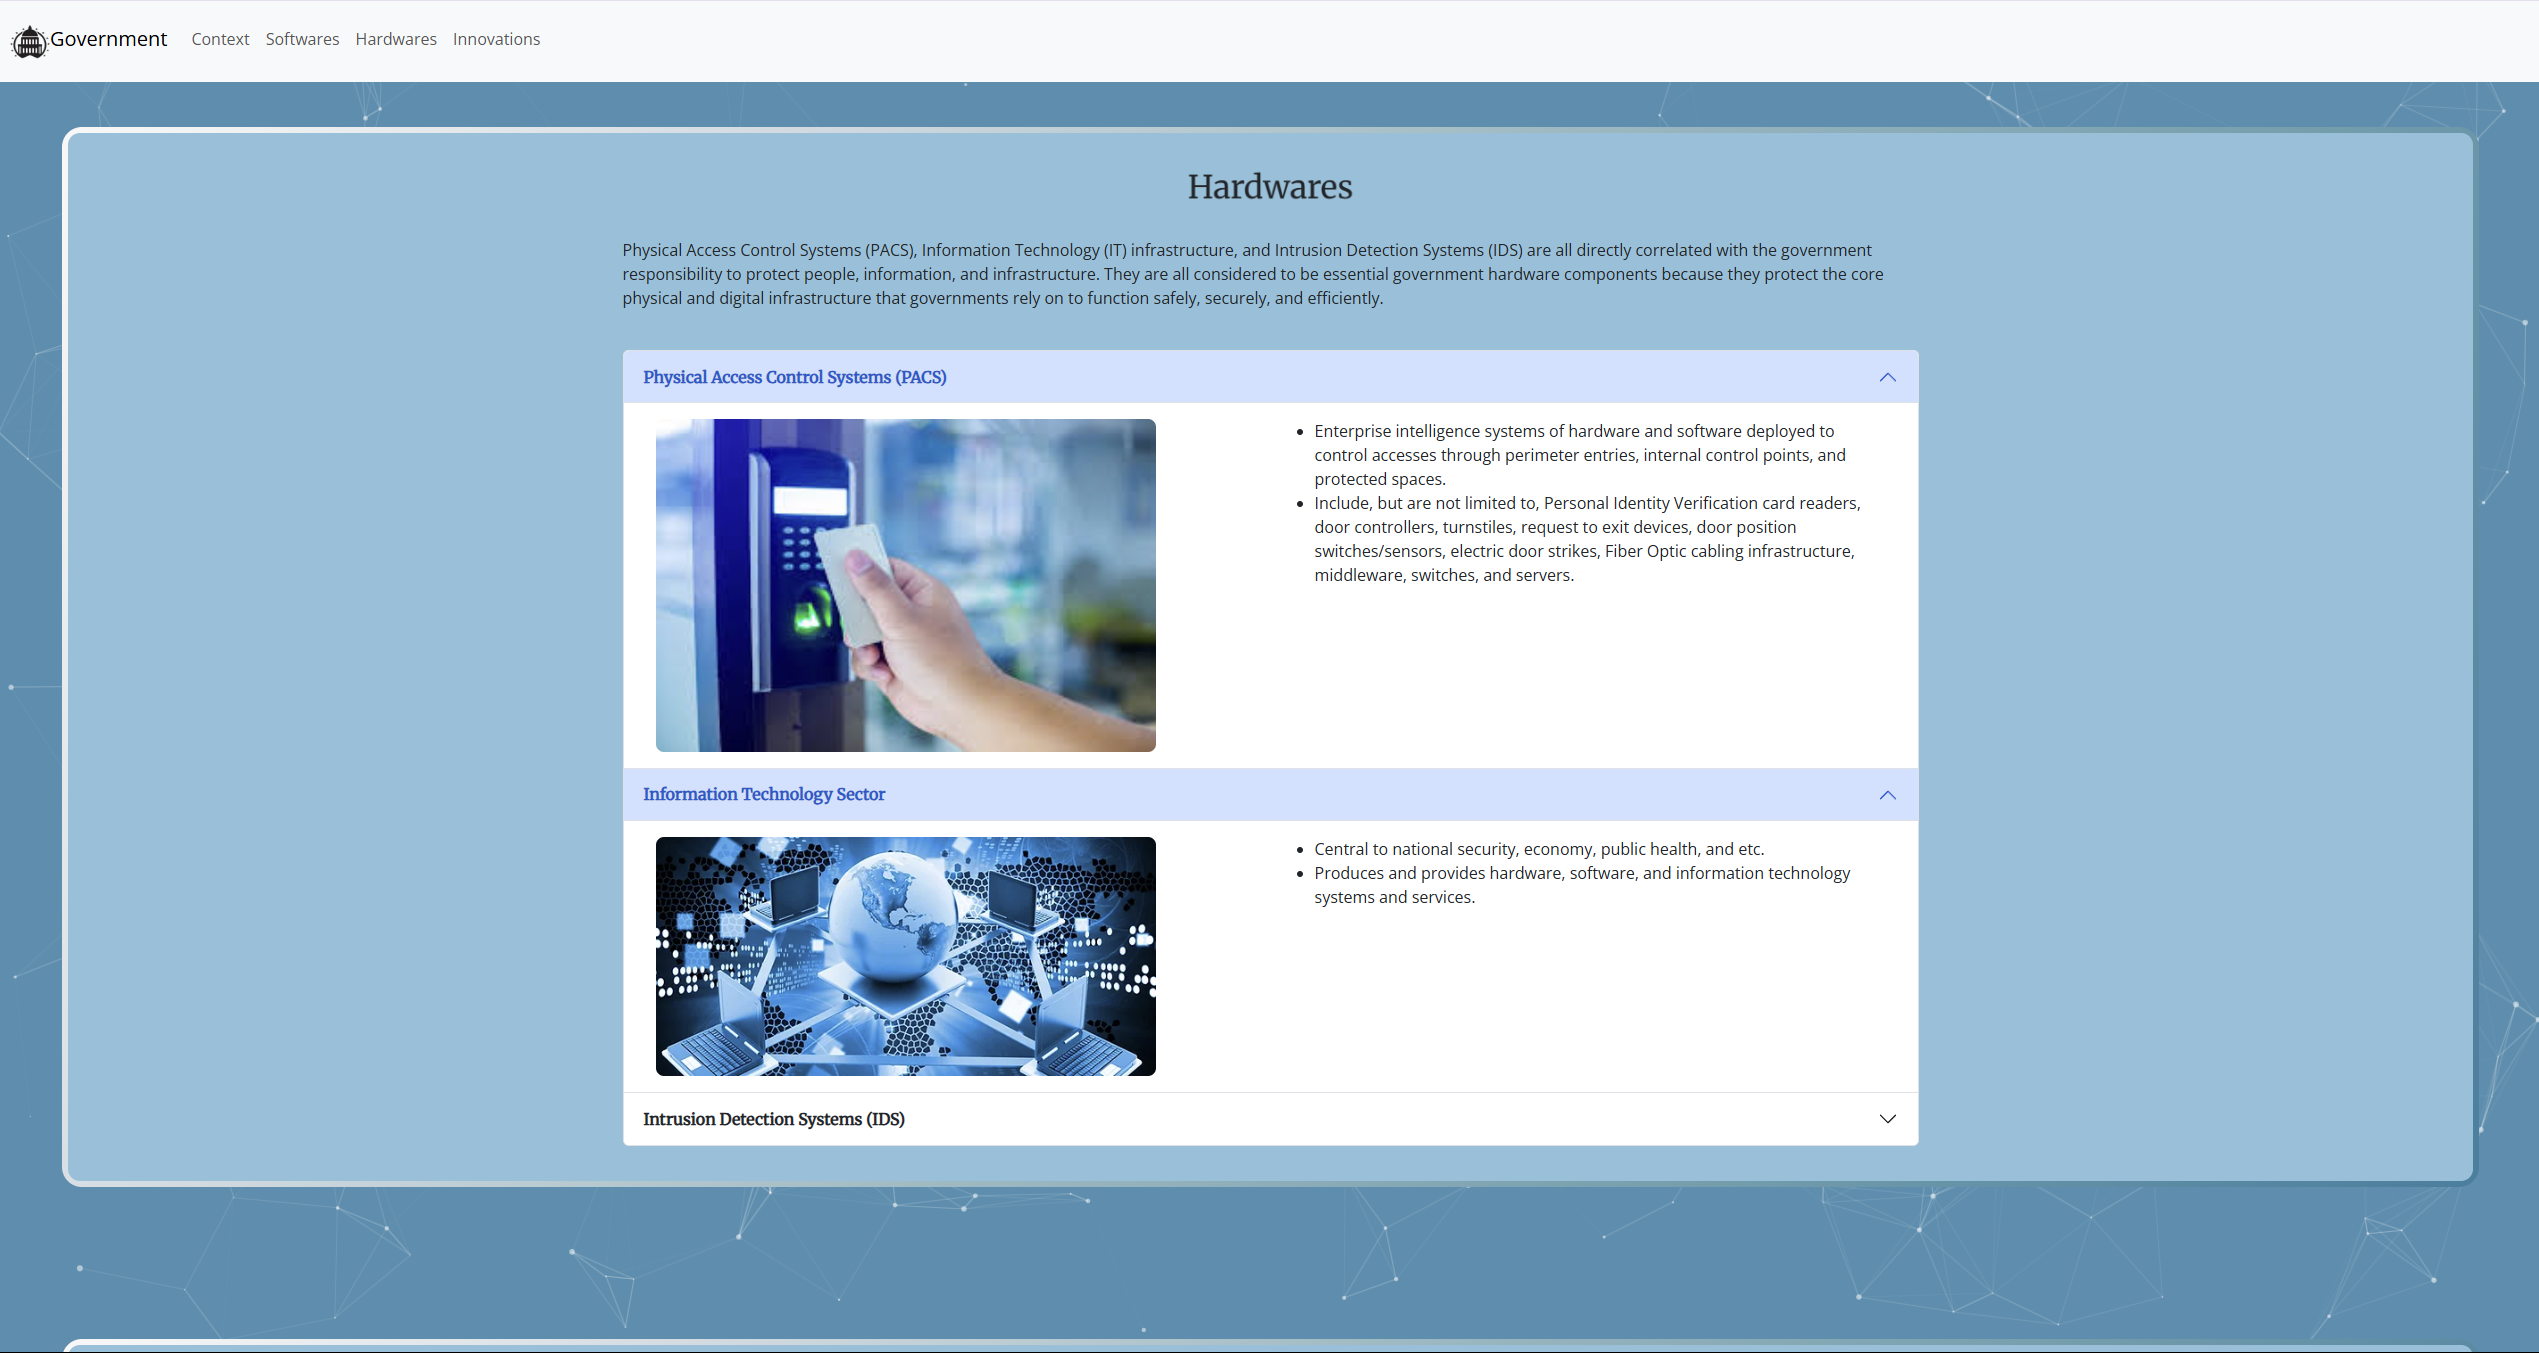 Government Context Softwares Hardwares Innovations
Hardwares
Physical Access Control Systems (PACS), Information Technology (IT) infrastructure, and Intrusion Detection Systems (IDS) are all directly correlated with the government
responsibility to protect people, information, and infrastructure. They are all considered to be essential government hardware components because they protect the core
physical and digital infrastructure that governments rely on to function safely, securely, and efficiently.
Physical Access Control Systems (PACS)
Enterprise intelligence systems of hardware and software deployed to
control accesses through perimeter entries, internal control points, and
protected spaces.
Include, but are not limited to, Personal Identity Verification card readers,
door controllers, turnstiles, request to exit devices, door position
switches/sensors, electric door strikes, Fiber Optic cabling infrastructure,
middleware, switches, and servers.
Information Technology Sector
Central to national security, economy, public health, and etc.
Produces and provides hardware, software, and information technology
systems and services.
Intrusion Detection Systems (IDS)